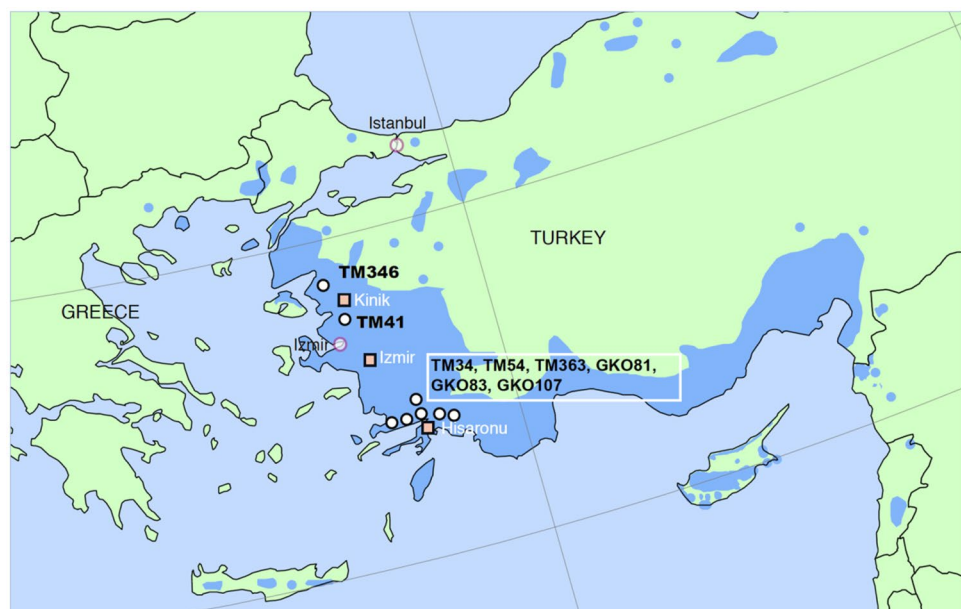 Istanbul
TURKEY
TM346
Kinik
GREECE
TM41
Izmir
Izmir
TM34, TM54, TM363, GKO81,
GKO83, GKO107
Hisaronu